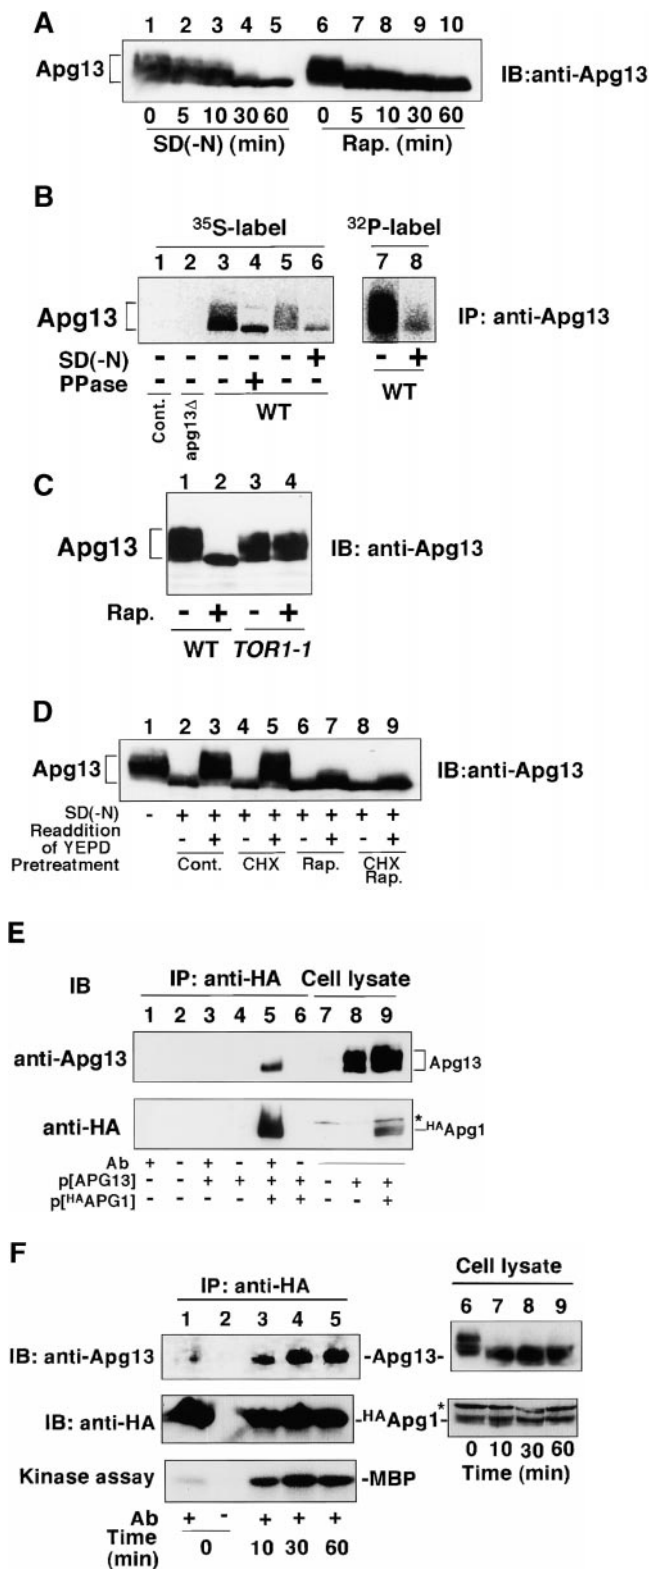 A
1 2 3 4 5 6 7 8 9 10
Apg13
IB:anti-Apg13
0 5 10 30 60 0 5 10 30 60
SD(-N) (min) Rap. (min)
B
35S-label 32P-label
1 2 3 4 5 6 7 8
Apg13
IP: anti-Apg13
SD(-N) - - - - - + - +
PPase - - - + - -
Cont. apg13Δ WT WT
C
1 2 3 4
Apg13
IB: anti-Apg13
Rap. - + - +
WT TOR1-1
D
1 2 3 4 5 6 7 8 9
Apg13
IB:anti-Apg13
SD(-N) - + + + + + + + +
Readdition
of YEPD - + - + - + - +
Pretreatment Cont. CHX Rap. CHX
Rap.
E
IB IP: anti-HA Cell lysate
1 2 3 4 5 6 7 8 9
anti-Apg13 Apg13
anti-HA *
HAApg1
Ab + - + - + -
p[APG13] - - + + + + - + +
p[HAAPG1] - - - - + + - - +
F
IP: anti-HA Cell lysate
1 2 3 4 5 6 7 8 9
IB: anti-Apg13 -Apg13-
IB: anti-HA -HAApg1- *
0 10 30 60
Time (min)
Kinase assay -MBP
Ab + - + + +
Time
(min) 0 10 30 60